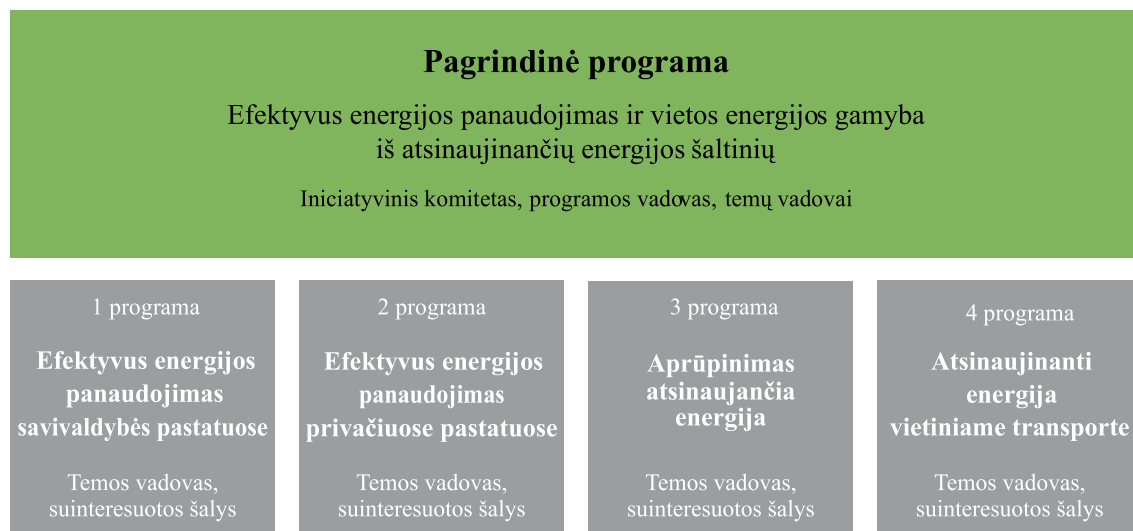 Pagrindinė programa
Efektyvus energijos panaudojimas ir vietos energijos gamyba
iš atsinaujinančių energijos šaltinių
Iniciatyvinis komitetas, programos vadovas, temų vadovai
1 programa
Efektyvus energijos
panaudojimas
savivaldybės pastatuose
Temos vadovas,
suinteresuotos šalys
2 programa
Efektyvus energijos
panaudojimas
privačiuose pastatuose
Temos vadovas,
suinteresuotos šalys
3 programa
Aprūpinimas
atsinaujančia
energija
Temos vadovas,
suinteresuotos šalys
4 programa
Atsinaujinanti
energija
vietiniame transporte
Temos vadovas,
suinteresuotos šalys